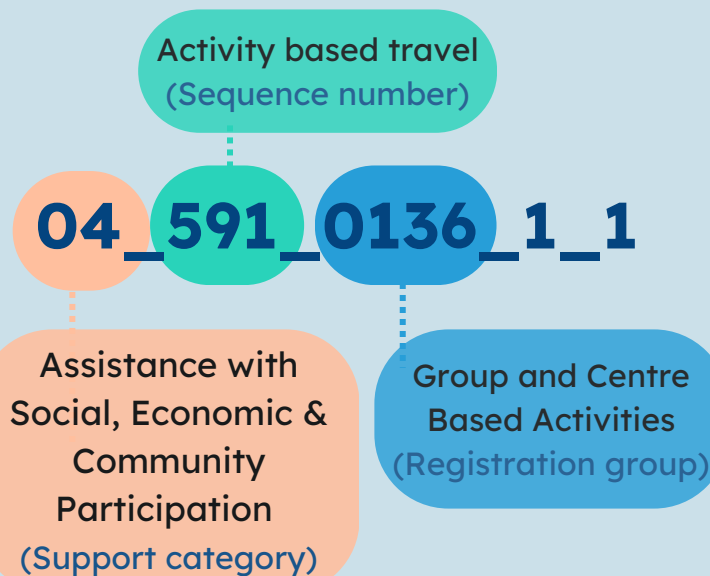 Activity based travel
(Sequence number)
04_591_0136_1_1
Assistance with
Social, Economic &
Community
Participation
(Support category)
Group and Centre
Based Activities
(Registration group)